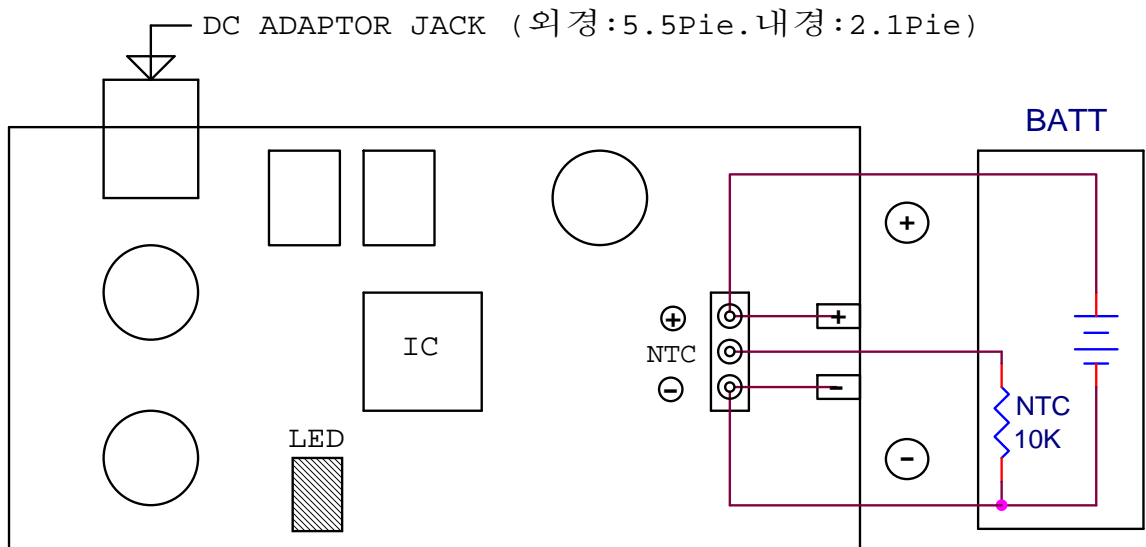 DC ADAPTOR JACK (외경:5.5Pie.내경:2.1Pie)
BATT
+
+
+
IC
NTC
-
-
NTC
10K
LED
-